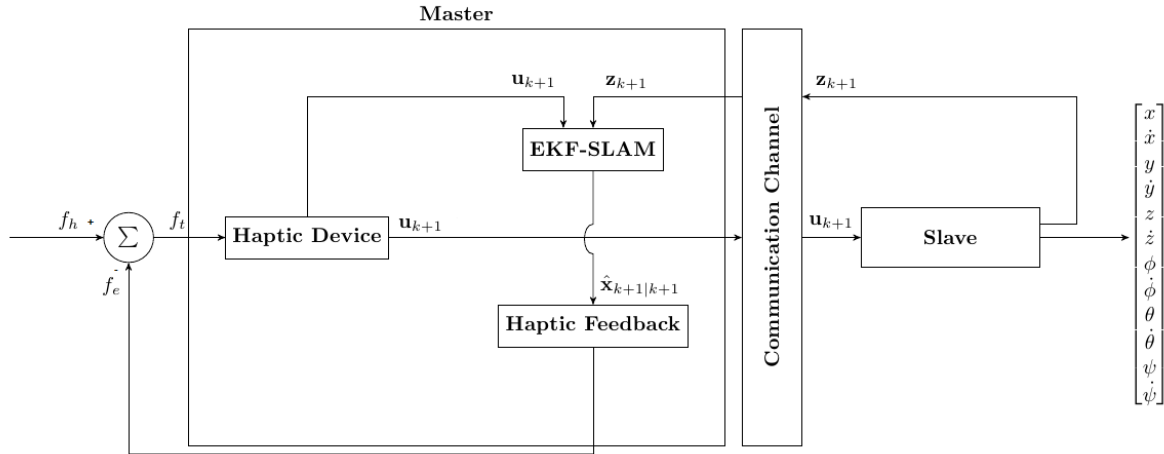 Master
u_{k+1}
z_{k+1}
z_{k+1}
EKF-SLAM
f_h +
∑
f_t
Haptic Device
u_{k+1}
Communication Channel
u_{k+1}
Slave
-
f_e
x̂_{k+1|k+1}
Haptic Feedback
x
ẋ
y
ẏ
z
ż
ϕ
ϕ̇
θ
θ̇
ψ
ψ̇